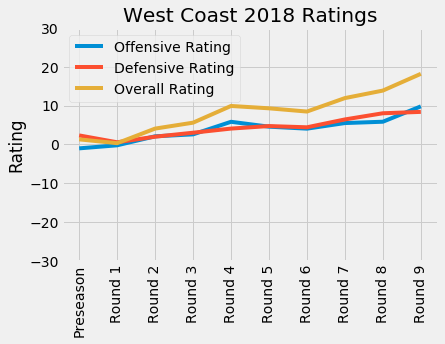 West Coast 2018 Ratings
Offensive Rating
Defensive Rating
Overall Rating
Rating
30
20
10
0
−10
−20
−30
Preseason
Round 1
Round 2
Round 3
Round 4
Round 5
Round 6
Round 7
Round 8
Round 9